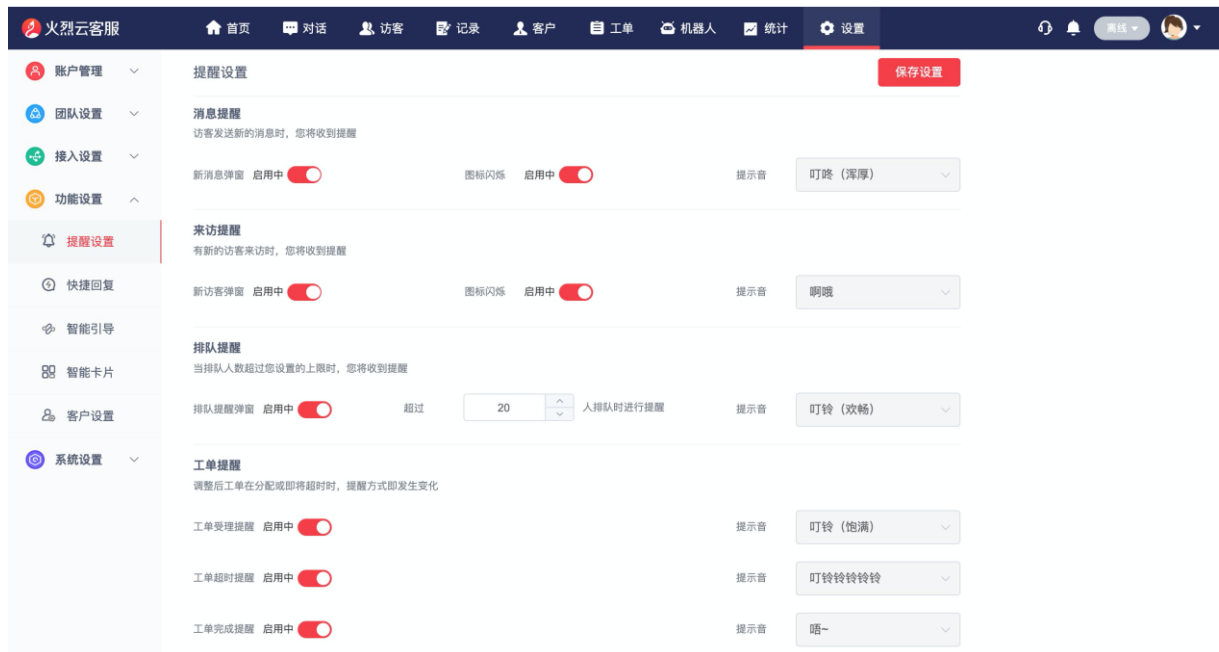 火烈云客服 首页 对话 访客 记录 客户 工单 机器人 统计 设置 离线
账户管理
团队设置
接入设置
功能设置
提醒设置
快捷回复
智能引导
智能卡片
客户设置
系统设置
提醒设置 保存设置
消息提醒
访客发送新的消息时，您将收到提醒
新消息弹窗 启用中 图标闪烁 启用中 提示音 叮咚（浑厚）
来访提醒
有新的访客来访时，您将收到提醒
新访客弹窗 启用中 图标闪烁 启用中 提示音 啊哦
排队提醒
当排队人数超过您设置的上限时，您将收到提醒
排队提醒弹窗 启用中 超过 20 人排队时进行提醒 提示音 叮铃（欢畅）
工单提醒
调整后工单在分配或即将超时时，提醒方式即发生变化
工单受理提醒 启用中 提示音 叮铃（饱满）
工单超时提醒 启用中 提示音 叮铃铃铃铃铃
工单完成提醒 启用中 提示音 唔~